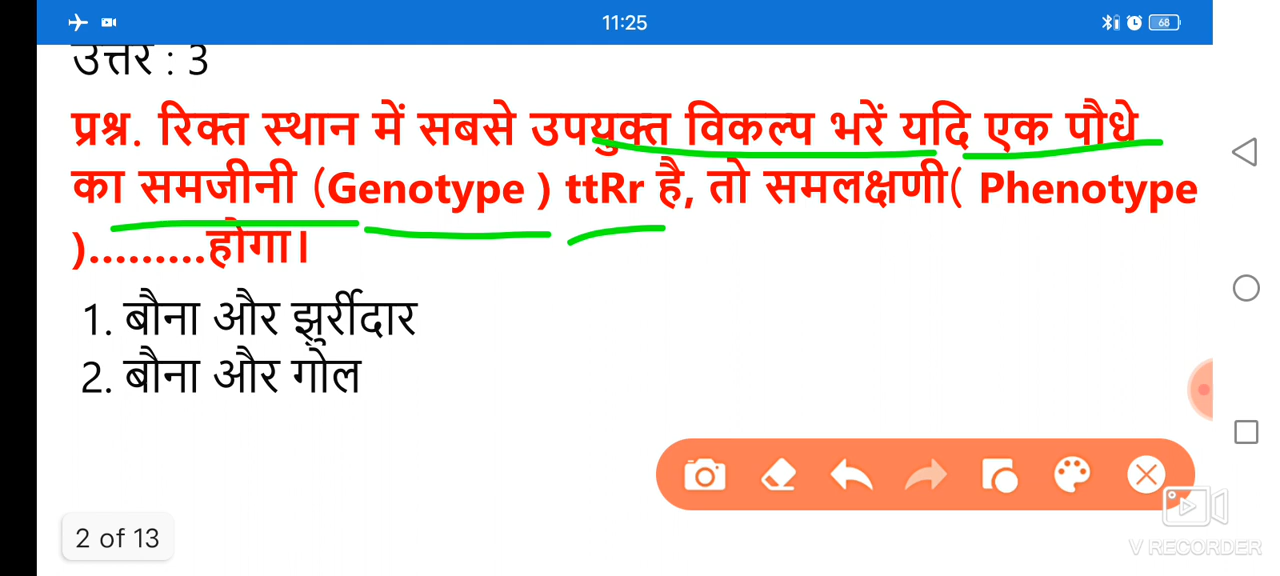 11:25
68
उत्तर : 3
प्रश्न. रिक्त स्थान में सबसे उपयुक्त विकल्प भरें यदि एक पौधे
का समजीनी (Genotype ) ttRr है, तो समलक्षणी( Phenotype
).........होगा।
1. बौना और झुर्रीदार
2. बौना और गोल
2 of 13
V RECORDER